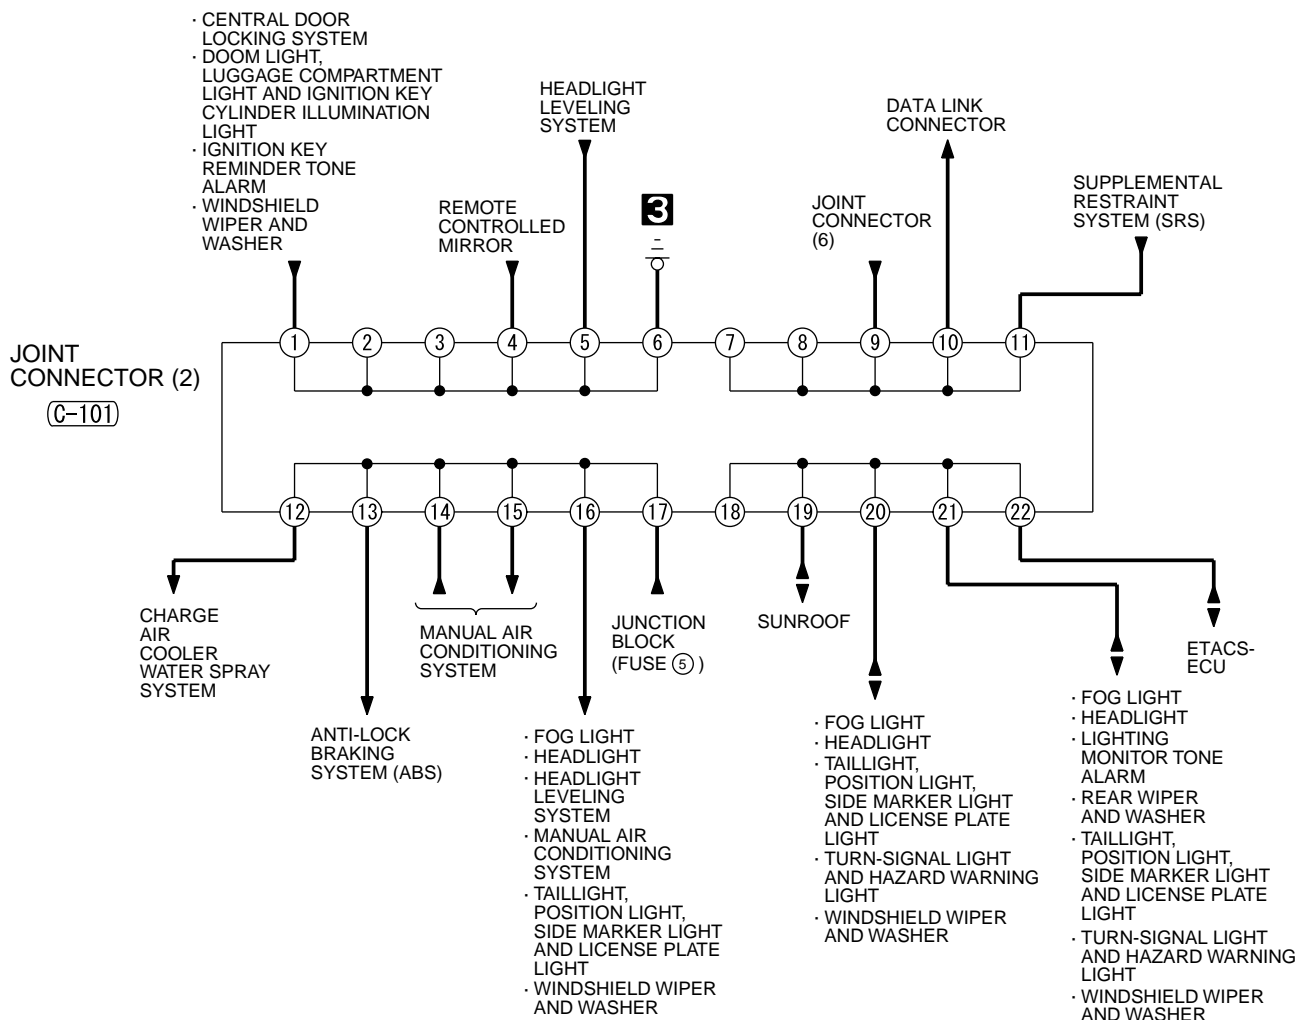 · CENTRAL DOOR
LOCKING SYSTEM
· DOOM LIGHT,
LUGGAGE COMPARTMENT
LIGHT AND IGNITION KEY
CYLINDER ILLUMINATION
LIGHT
· IGNITION KEY
REMINDER TONE
ALARM
· WINDSHIELD
WIPER AND
WASHER
REMOTE
CONTROLLED
MIRROR
HEADLIGHT
LEVELING
SYSTEM
3
JOINT
CONNECTOR
(6)
DATA LINK
CONNECTOR
SUPPLEMENTAL
RESTRAINT
SYSTEM (SRS)
JOINT
CONNECTOR (2)
C-101
1 2 3 4 5 6 7 8 9 10 11
12 13 14 15 16 17 18 19 20 21 22
CHARGE
AIR
COOLER
WATER SPRAY
SYSTEM
ANTI-LOCK
BRAKING
SYSTEM (ABS)
MANUAL AIR
CONDITIONING
SYSTEM
· FOG LIGHT
· HEADLIGHT
· HEADLIGHT
LEVELING
SYSTEM
· MANUAL AIR
CONDITIONING
SYSTEM
· TAILLIGHT,
POSITION LIGHT,
SIDE MARKER LIGHT
AND LICENSE PLATE
LIGHT
· WINDSHIELD WIPER
AND WASHER
JUNCTION
BLOCK
(FUSE 5 )
SUNROOF
· FOG LIGHT
· HEADLIGHT
· TAILLIGHT,
POSITION LIGHT,
SIDE MARKER LIGHT
AND LICENSE PLATE
LIGHT
· TURN-SIGNAL LIGHT
AND HAZARD WARNING
LIGHT
· WINDSHIELD WIPER
AND WASHER
· FOG LIGHT
· HEADLIGHT
· LIGHTING
MONITOR TONE
ALARM
· REAR WIPER
AND WASHER
· TAILLIGHT,
POSITION LIGHT,
SIDE MARKER LIGHT
AND LICENSE PLATE
LIGHT
· TURN-SIGNAL LIGHT
AND HAZARD WARNING
LIGHT
· WINDSHIELD WIPER
AND WASHER
ETACS-
ECU